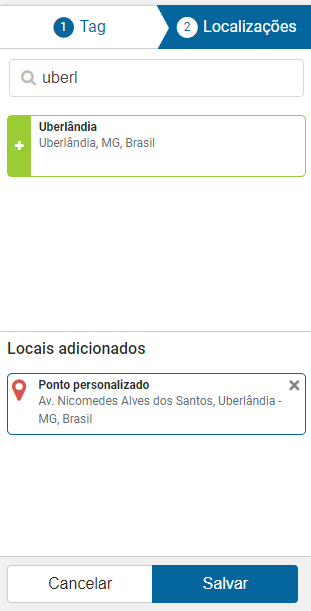 1 Tag 2 Localizações
uberl
Uberlândia
Uberlândia, MG, Brasil
Locais adicionados
Ponto personalizado
Av. Nicomedes Alves dos Santos, Uberlândia -
MG, Brasil
Cancelar Salvar